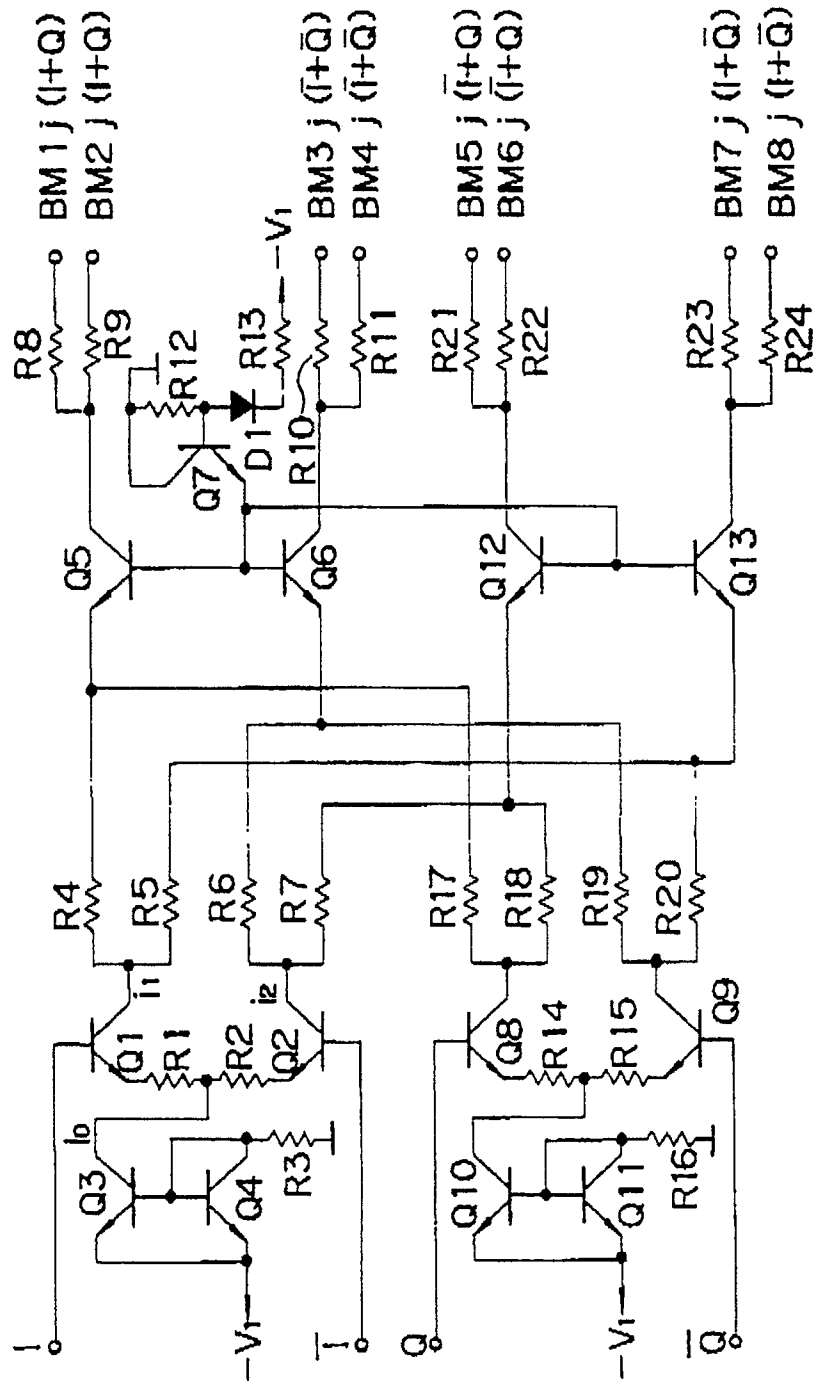 I
I̅
Q
Q̅
-V1
-V1
Q3
Q4
R3
I0
Q1
R1
R2
Q2
i1
i2
R4
R5
R6
R7
Q10
Q11
R16
Q8
R14
R15
Q9
R17
R18
R19
R20
Q5
Q7
Q6
Q12
Q13
D1
R12
R13
-V1
R8
R9
R10
R11
R21
R22
R23
R24
BM1 j (I+Q)
BM2 j (I+Q)
BM3 j (I̅+Q̅)
BM4 j (I̅+Q̅)
BM5 j (I̅+Q)
BM6 j (I̅+Q)
BM7 j (I+Q̅)
BM8 j (I+Q̅)